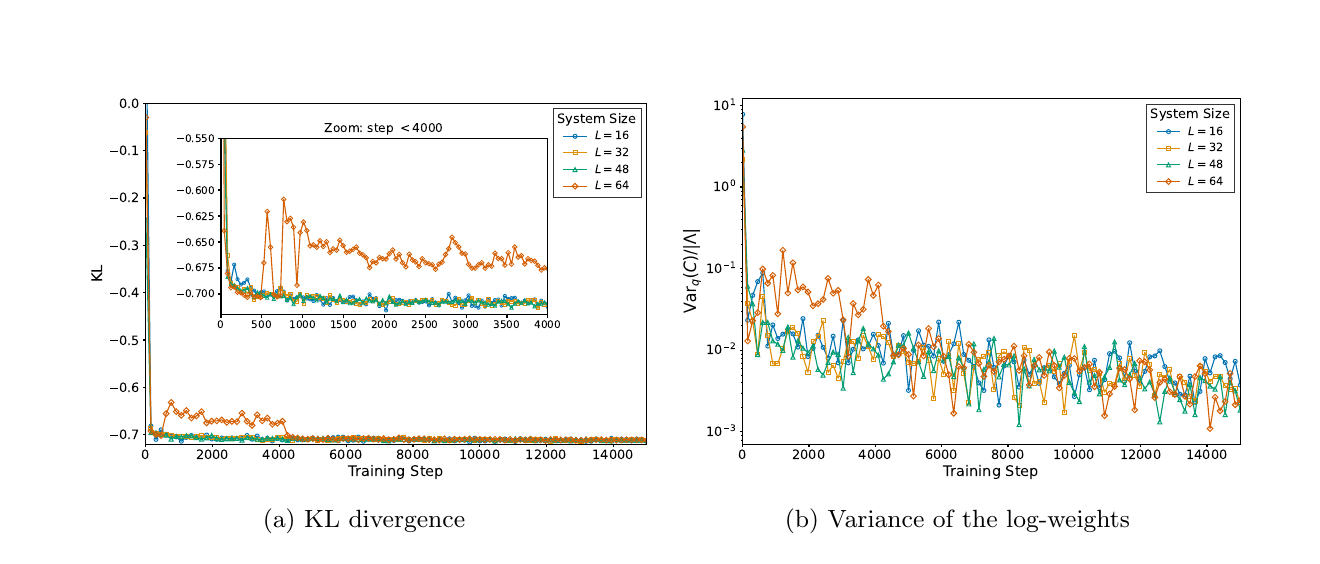 0.0
−0.1
−0.2
−0.3
−0.4
−0.5
−0.6
−0.7
KL
0
2000
4000
6000
8000
10000
12000
14000
Training Step
Zoom: step < 4000
−0.550
−0.575
−0.600
−0.625
−0.650
−0.675
−0.700
0
500
1000
1500
2000
2500
3000
3500
4000
System Size
L = 16
L = 32
L = 48
L = 64
(a) KL divergence
10¹
10⁰
10⁻¹
10⁻²
10⁻³
Var_q(C)/|Λ|
0
2000
4000
6000
8000
10000
12000
14000
Training Step
System Size
L = 16
L = 32
L = 48
L = 64
(b) Variance of the log-weights